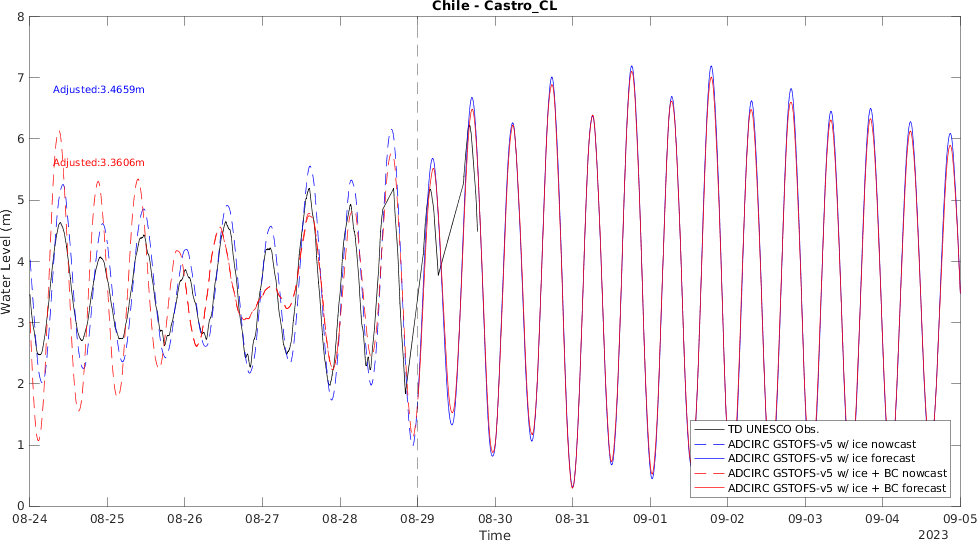 Chile - Castro_CL
8
7
6
5
4
3
2
1
0
Water Level (m)
Adjusted:3.4659m
Adjusted:3.3606m
TD UNESCO Obs.
ADCIRC GSTOFS-v5 w/ ice nowcast
ADCIRC GSTOFS-v5 w/ ice forecast
ADCIRC GSTOFS-v5 w/ ice + BC nowcast
ADCIRC GSTOFS-v5 w/ ice + BC forecast
08-24 08-25 08-26 08-27 08-28 08-29 08-30 08-31 09-01 09-02 09-03 09-04 09-05
Time
2023